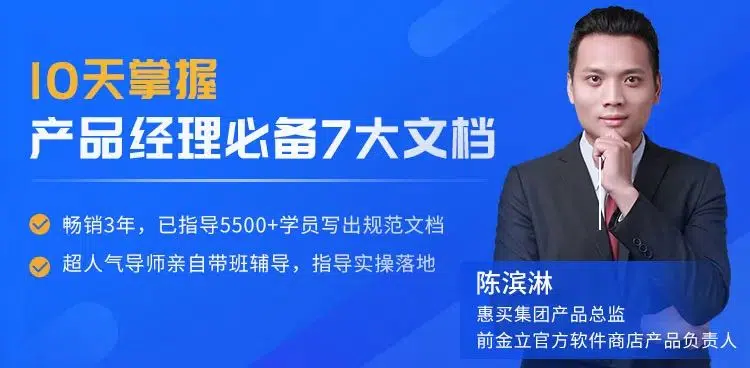 10天掌握
产品经理必备7大文档
畅销3年，已指导5500+学员写出规范文档
超人气导师亲自带班辅导，指导实操落地
陈滨淋
惠买集团产品总监
前金立官方软件商店产品负责人